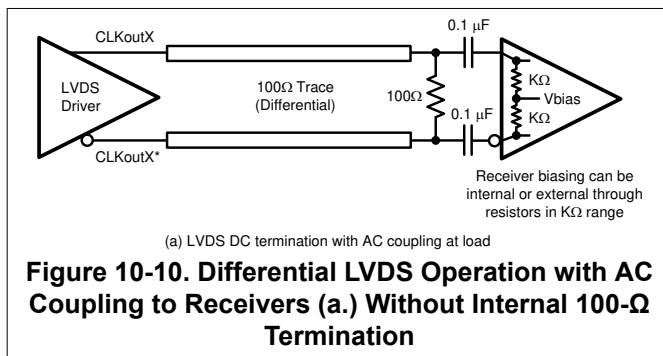 CLKoutX
0.1 µF
LVDS
Driver
100Ω Trace
(Differential)
100Ω
KΩ
Vbias
KΩ
0.1 µF
CLKoutX*
Receiver biasing can be
internal or external through
resistors in KΩ range
(a) LVDS DC termination with AC coupling at load
Figure 10-10. Differential LVDS Operation with AC
Coupling to Receivers (a.) Without Internal 100-Ω
Termination